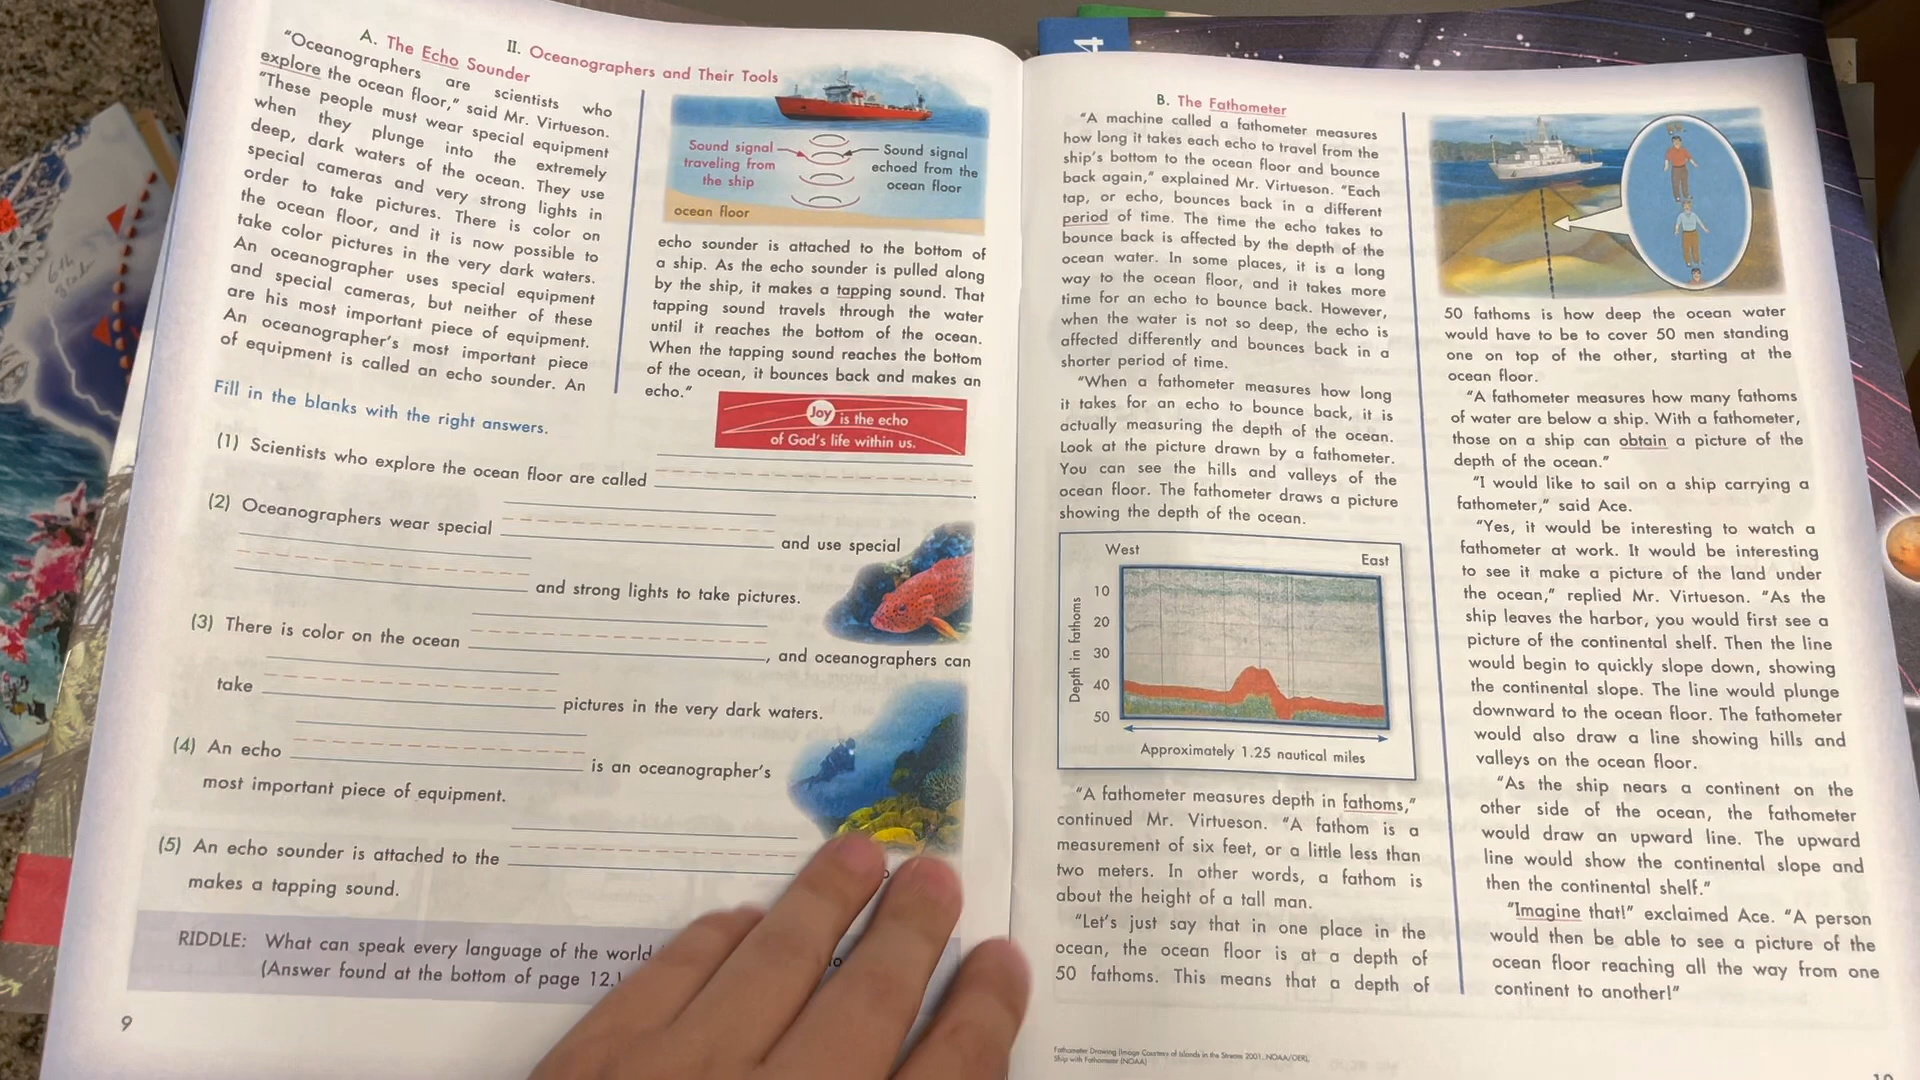 II. Oceanographers and Their Tools
A. The Echo Sounder
"Oceanographers are scientists who
explore the ocean floor," said Mr. Virtueson.
"These people must wear special equipment
when they plunge into the extremely
deep, dark waters of the ocean. They use
special cameras and very strong lights in
order to take pictures. There is color on
the ocean floor, and it is now possible to
take color pictures in the very dark waters.
An oceanographer uses special equipment
and special cameras, but neither of these
are his most important piece of equipment.
An oceanographer's most important piece
of equipment is called an echo sounder. An
Sound signal
traveling from
the ship
Sound signal
echoed from the
ocean floor
ocean floor
echo sounder is attached to the bottom of
a ship. As the echo sounder is pulled along
by the ship, it makes a tapping sound. That
tapping sound travels through the water
until it reaches the bottom of the ocean.
When the tapping sound reaches the bottom
of the ocean, it bounces back and makes an
echo."
Joy is the echo
of God's life within us.
Fill in the blanks with the right answers.
(1) Scientists who explore the ocean floor are called .
(2) Oceanographers wear special and use special
and strong lights to take pictures.
(3) There is color on the ocean , and oceanographers can
take pictures in the very dark waters.
(4) An echo is an oceanographer's
most important piece of equipment.
(5) An echo sounder is attached to the
makes a tapping sound.
RIDDLE: What can speak every language of the world
(Answer found at the bottom of page 12.)
9
B. The Fathometer
"A machine called a fathometer measures
how long it takes each echo to travel from the
ship's bottom to the ocean floor and bounce
back again," explained Mr. Virtueson. "Each
tap, or echo, bounces back in a different
period of time. The time the echo takes to
bounce back is affected by the depth of the
ocean water. In some places, it is a long
way to the ocean floor, and it takes more
time for an echo to bounce back. However,
when the water is not so deep, the echo is
affected differently and bounces back in a
shorter period of time.
"When a fathometer measures how long
it takes for an echo to bounce back, it is
actually measuring the depth of the ocean.
Look at the picture drawn by a fathometer.
You can see the hills and valleys of the
ocean floor. The fathometer draws a picture
showing the depth of the ocean.
West
East
Depth in fathoms
10
20
30
40
50
Approximately 1.25 nautical miles
"A fathometer measures depth in fathoms,"
continued Mr. Virtueson. "A fathom is a
measurement of six feet, or a little less than
two meters. In other words, a fathom is
about the height of a tall man.
"Let's just say that in one place in the
ocean, the ocean floor is at a depth of
50 fathoms. This means that a depth of
50 fathoms is how deep the ocean water
would have to be to cover 50 men standing
one on top of the other, starting at the
ocean floor.
"A fathometer measures how many fathoms
of water are below a ship. With a fathometer,
those on a ship can obtain a picture of the
depth of the ocean."
"I would like to sail on a ship carrying a
fathometer," said Ace.
"Yes, it would be interesting to watch a
fathometer at work. It would be interesting
to see it make a picture of the land under
the ocean," replied Mr. Virtueson. "As the
ship leaves the harbor, you would first see a
picture of the continental shelf. Then the line
would begin to quickly slope down, showing
the continental slope. The line would plunge
downward to the ocean floor. The fathometer
would also draw a line showing hills and
valleys on the ocean floor.
"As the ship nears a continent on the
other side of the ocean, the fathometer
would draw an upward line. The upward
line would show the continental slope and
then the continental shelf."
"Imagine that!" exclaimed Ace. "A person
would then be able to see a picture of the
ocean floor reaching all the way from one
continent to another!"
Fathometer Drawing (Image Courtesy of Islands in the Stream 2001, NOAA/OER),
Ship with Fathometer (NOAA)
4
6th
grade